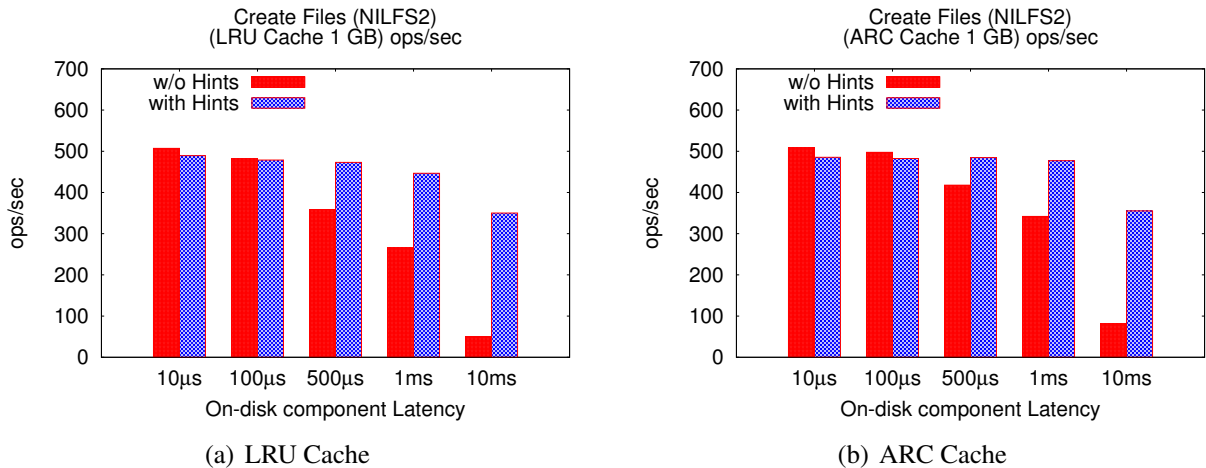 Create Files (NILFS2)
(LRU Cache 1 GB) ops/sec
700
600
500
400
300
200
100
0
ops/sec
w/o Hints
with Hints
10μs 100μs 500μs 1ms 10ms
On-disk component Latency
(a) LRU Cache
Create Files (NILFS2)
(ARC Cache 1 GB) ops/sec
700
600
500
400
300
200
100
0
ops/sec
w/o Hints
with Hints
10μs 100μs 500μs 1ms 10ms
On-disk component Latency
(b) ARC Cache